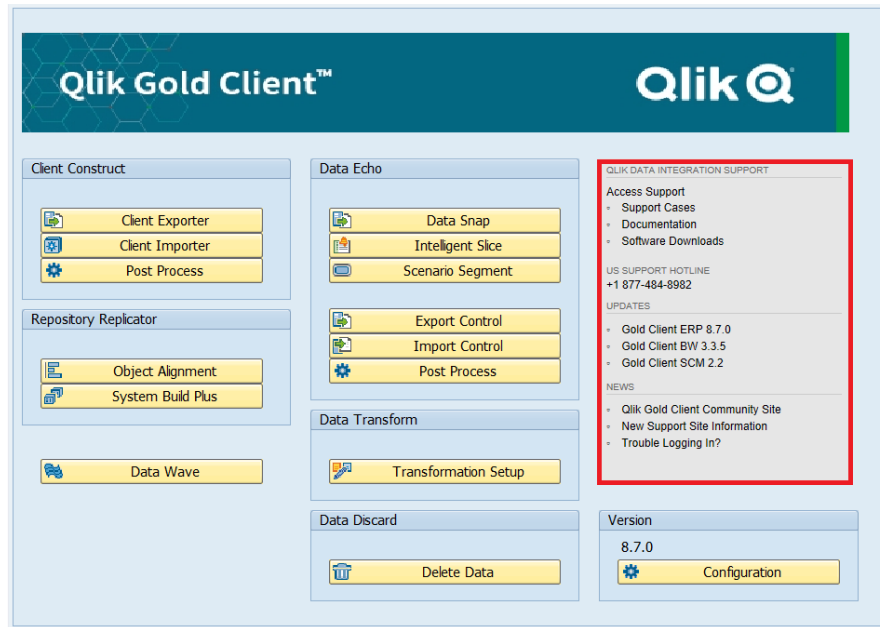 Qlik Gold Client™
Qlik
Client Construct
Client Exporter
Client Importer
Post Process
Repository Replicator
Object Alignment
System Build Plus
Data Wave
Data Echo
Data Snap
Intelligent Slice
Scenario Segment
Export Control
Import Control
Post Process
Data Transform
Transformation Setup
Data Discard
Delete Data
QLIK DATA INTEGRATION SUPPORT
Access Support
Support Cases
Documentation
Software Downloads
US SUPPORT HOTLINE
+1 877-484-8982
UPDATES
Gold Client ERP 8.7.0
Gold Client BW 3.3.5
Gold Client SCM 2.2
NEWS
Qlik Gold Client Community Site
New Support Site Information
Trouble Logging In?
Version
8.7.0
Configuration